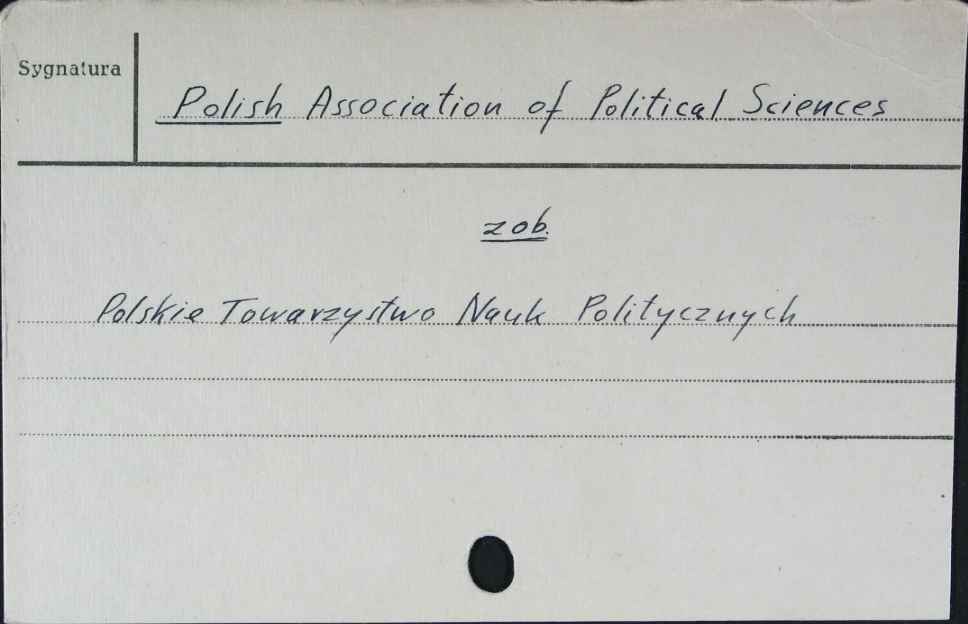 Sygnatura
Polish Association of Political Sciences
zob.
Polskie Towarzystwo Nauk Politycznych